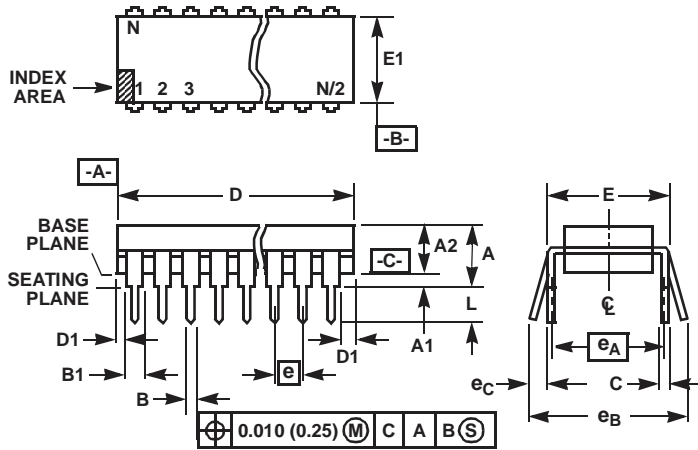 N
E1
INDEX
AREA
1 2 3 N/2
-B-
-A-
D
E
BASE
PLANE
A2
A
-C-
SEATING
PLANE
L
C
L
D1
A1
D1
e
eA
B1
eC
C
B
eB
0.010 (0.25) M C A B S